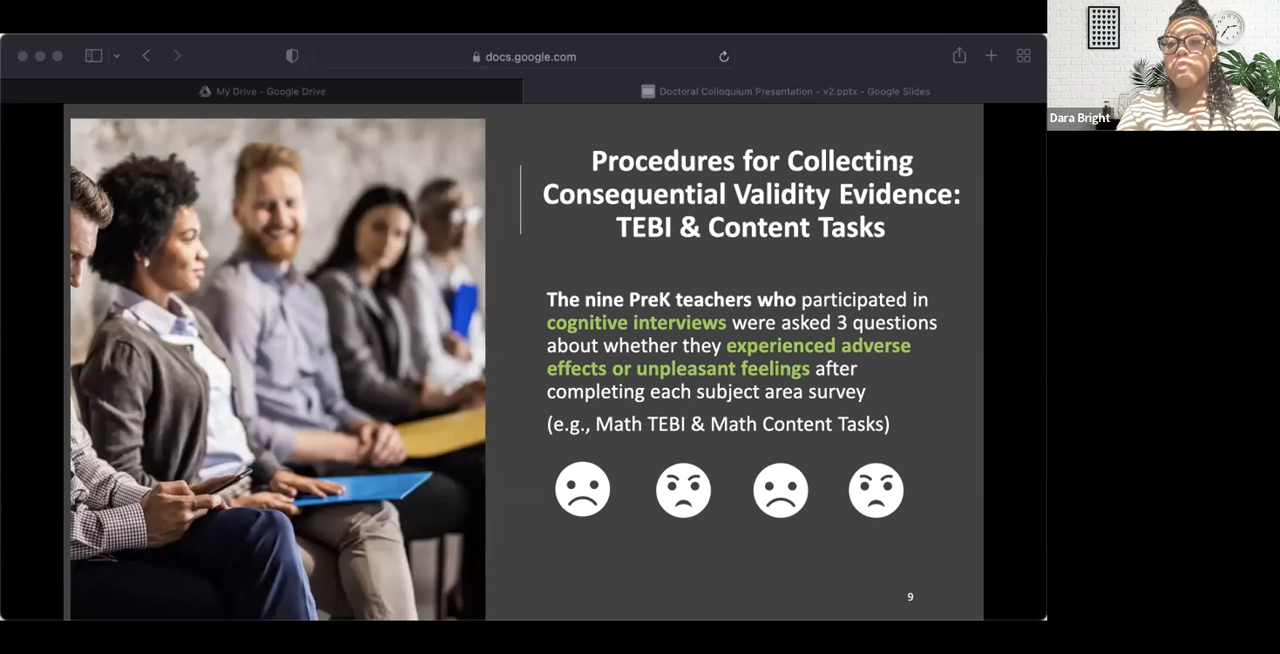 docs.google.com
My Drive - Google Drive
Doctoral Colloquium Presentation - v2.pptx - Google Slides
Dara Bright
Procedures for Collecting
Consequential Validity Evidence:
TEBI & Content Tasks
The nine PreK teachers who participated in
cognitive interviews were asked 3 questions
about whether they experienced adverse
effects or unpleasant feelings after
completing each subject area survey
(e.g., Math TEBI & Math Content Tasks)
9